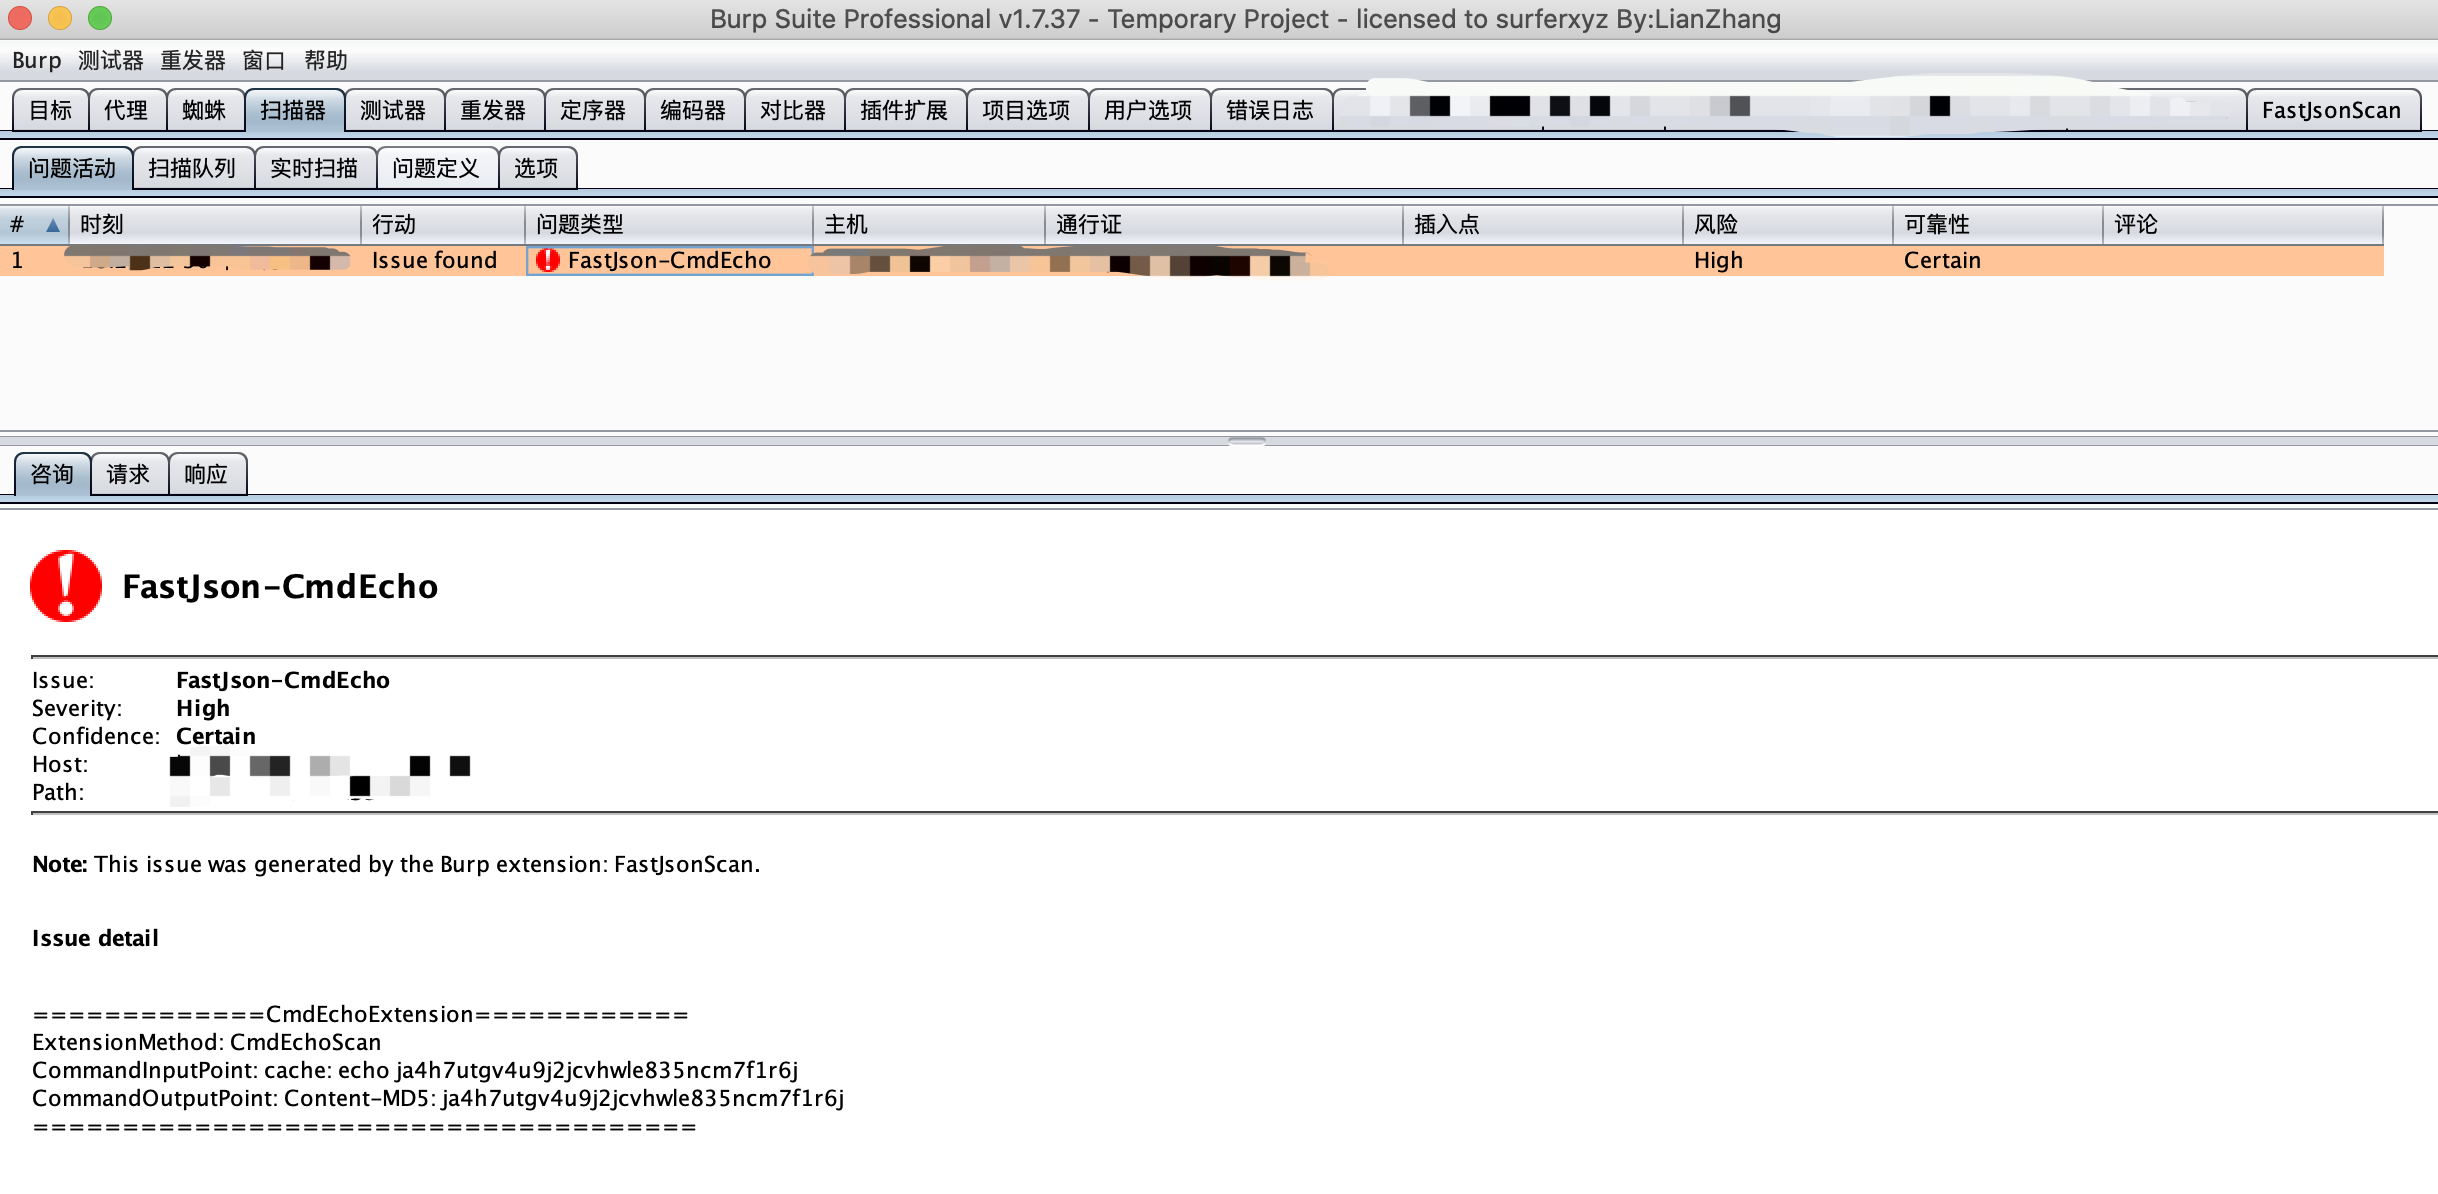 Burp Suite Professional v1.7.37 - Temporary Project - licensed to surferxyz By:LianZhang
Burp 测试器 重发器 窗口 帮助
目标 代理 蜘蛛 扫描器 测试器 重发器 定序器 编码器 对比器 插件扩展 项目选项 用户选项 错误日志 FastJsonScan
问题活动 扫描队列 实时扫描 问题定义 选项
# 时刻 行动 问题类型 主机 通行证 插入点 风险 可靠性 评论
1 Issue found FastJson-CmdEcho High Certain
咨询 请求 响应
FastJson-CmdEcho
Issue: FastJson-CmdEcho
Severity: High
Confidence: Certain
Host:
Path:
Note: This issue was generated by the Burp extension: FastJsonScan.
Issue detail
=============CmdEchoExtension============
ExtensionMethod: CmdEchoScan
CommandInputPoint: cache: echo ja4h7utgv4u9j2jcvhwle835ncm7f1r6j
CommandOutputPoint: Content-MD5: ja4h7utgv4u9j2jcvhwle835ncm7f1r6j
=====================================